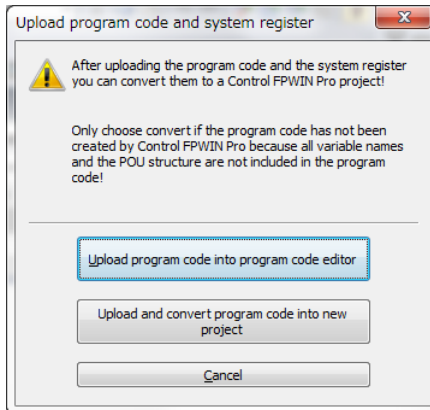 Upload program code and system register
After uploading the program code and the system register
you can convert them to a Control FPWIN Pro project!
Only choose convert if the program code has not been
created by Control FPWIN Pro because all variable names
and the POU structure are not included in the program
code!
Upload program code into program code editor
Upload and convert program code into new
project
Cancel